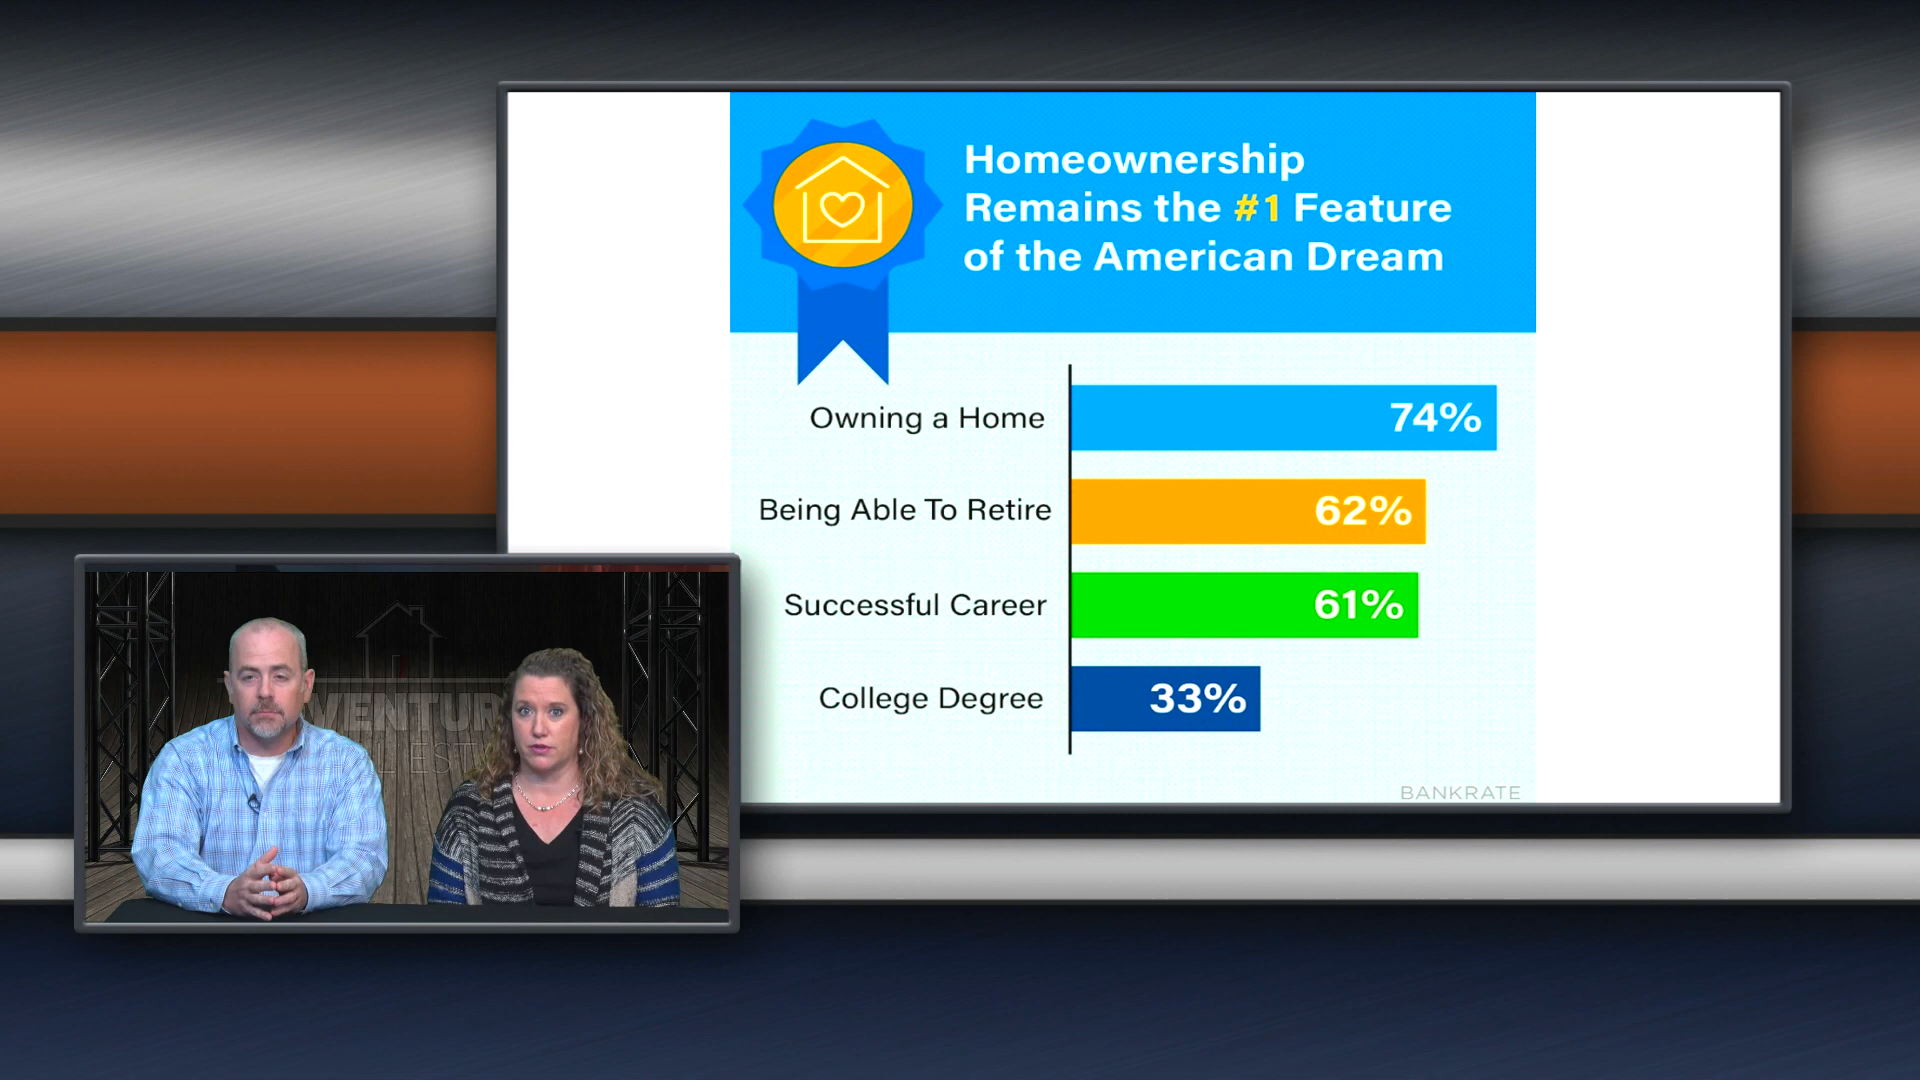 Homeownership
Remains the #1 Feature
of the American Dream
Owning a Home
74%
Being Able To Retire
62%
Successful Career
61%
College Degree
33%
BANKRATE